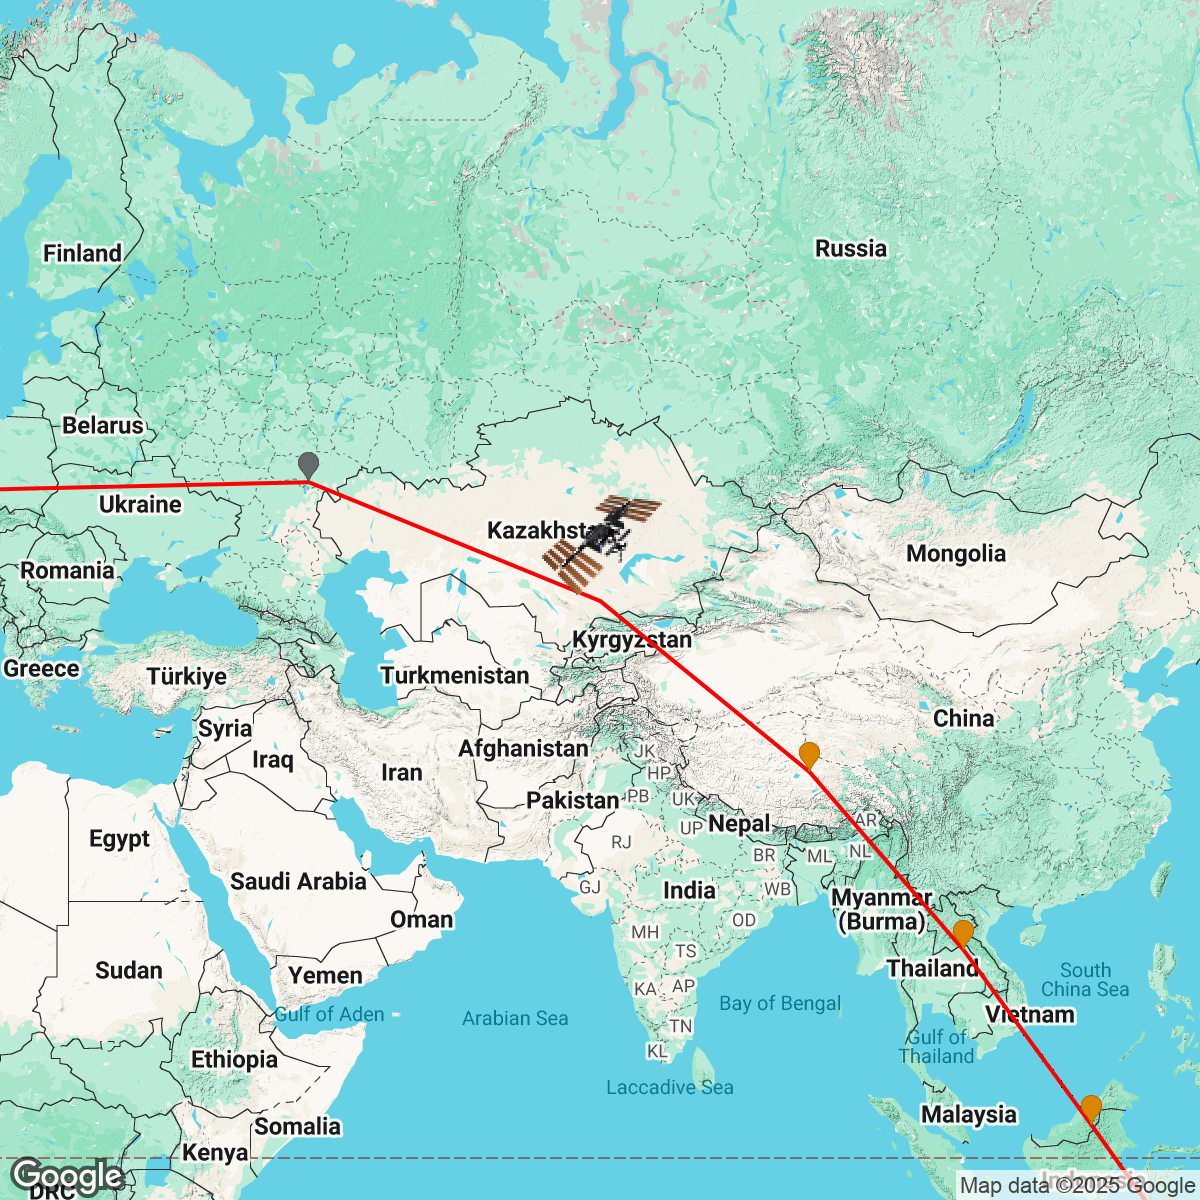 Finland
Russia
Belarus
Ukraine
Kazakhsta
Mongolia
Romania
Kyrgyzstan
Greece
Türkiye
Turkmenistan
China
Syria
Iraq
Afghanistan
JK
Iran
HP
Pakistan
PB
UK
Nepal
AR
UP
Egypt
RJ
BR
ML
NL
Saudi Arabia
GJ
India
WB
Myanmar
(Burma)
Oman
OD
MH
TS
Sudan
Yemen
Thailand
South
China Sea
KA
AP
Bay of Bengal
Gulf of Aden
Arabian Sea
Vietnam
TN
Gulf of
Thailand
KL
Ethiopia
Laccadive Sea
Malaysia
Somalia
Kenya
Google
DRC
Indonesia
Map data ©2025 Google